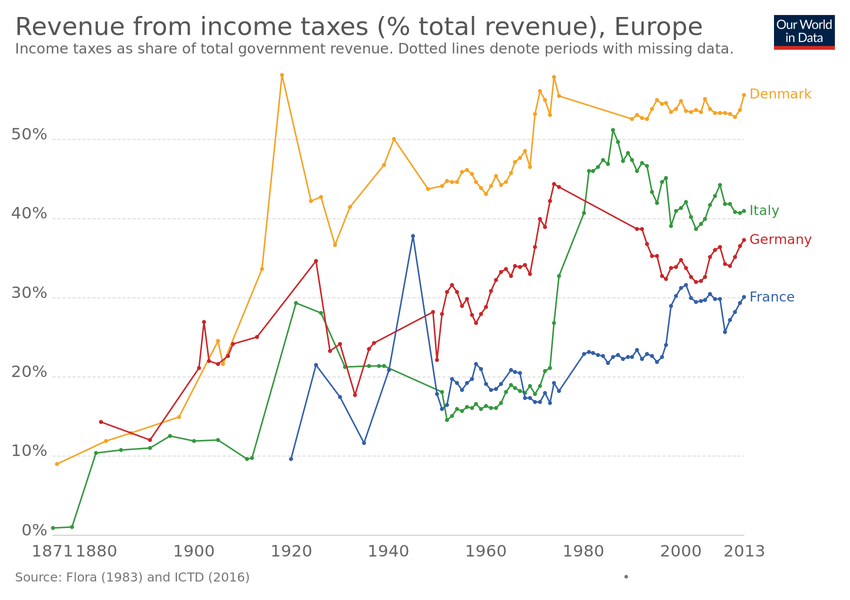 Revenue from income taxes (% total revenue), Europe
Income taxes as share of total government revenue. Dotted lines denote periods with missing data.
Our World
in Data
Denmark
50%
40%
Italy
Germany
30%
France
20%
10%
0%
1871 1880 1900 1920 1940 1960 1980 2000 2013
Source: Flora (1983) and ICTD (2016)